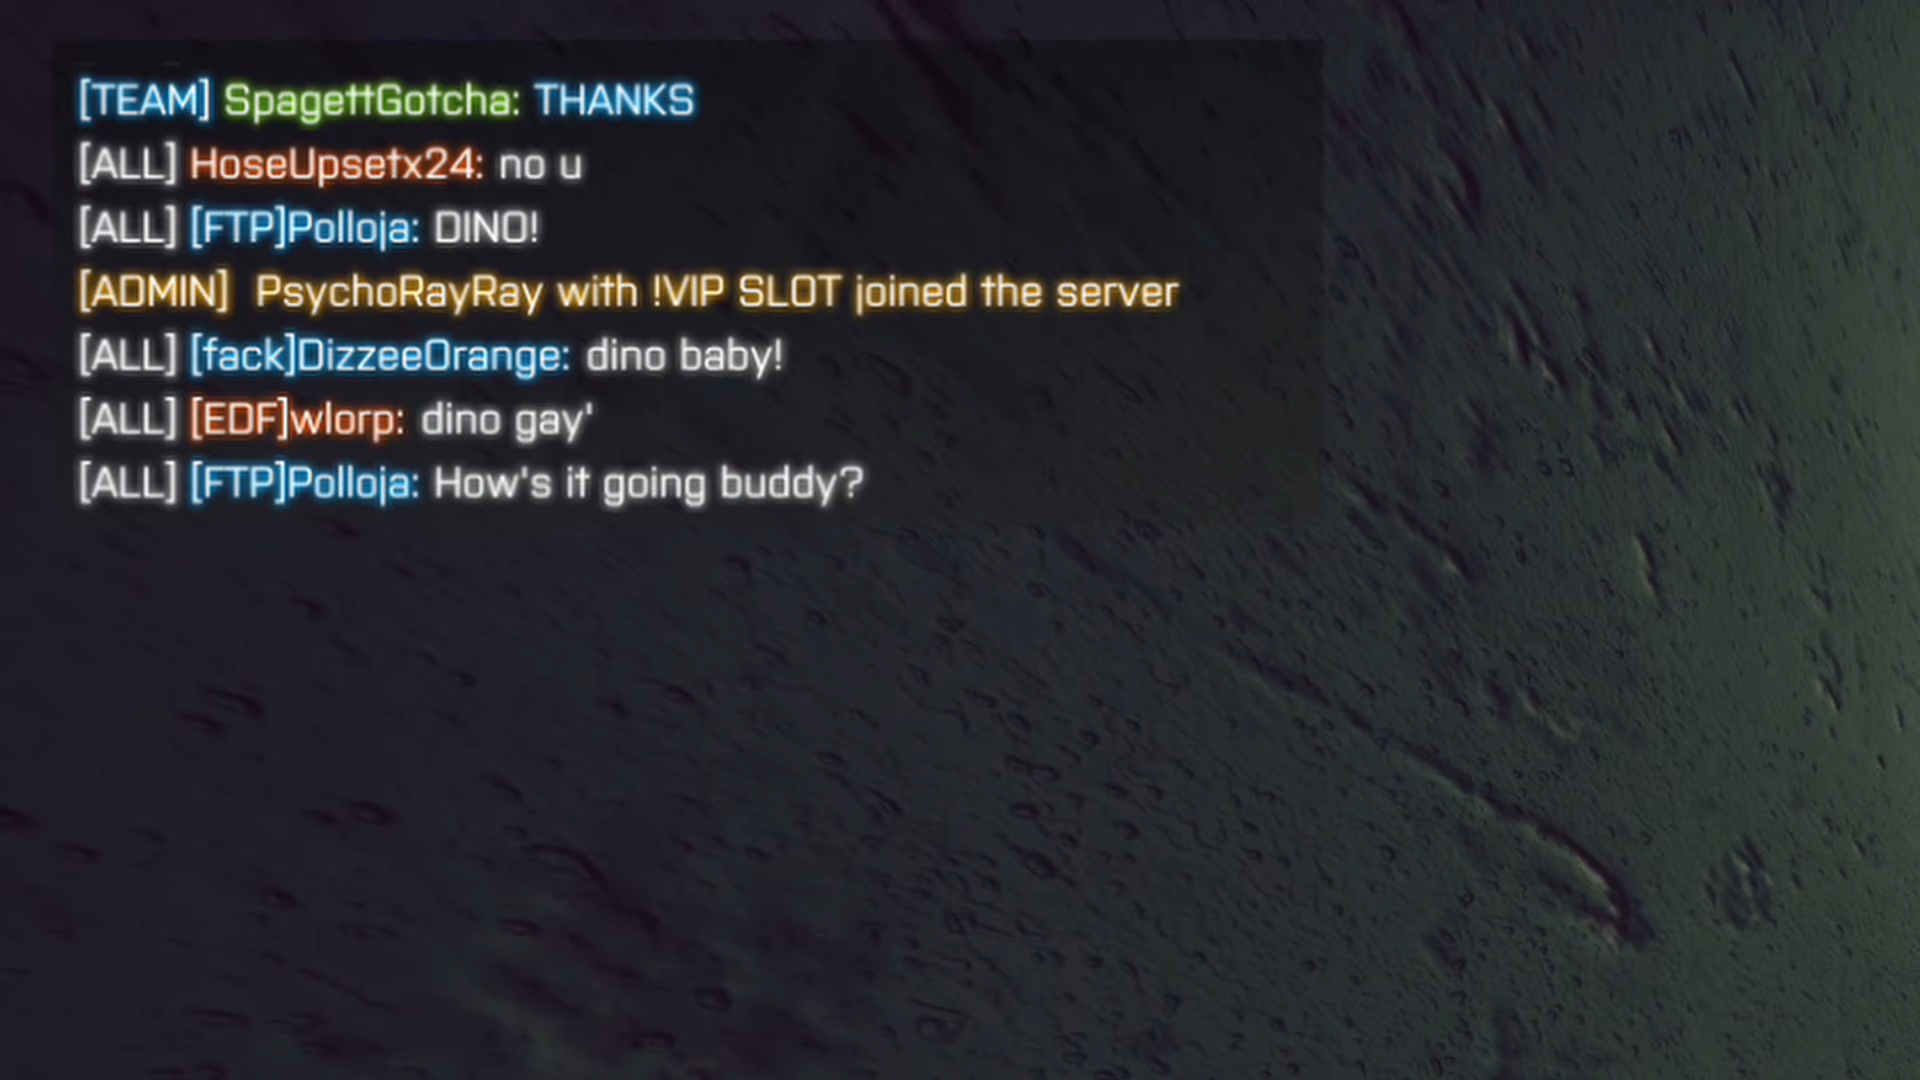 [TEAM] SpagettGotcha: THANKS
[ALL] HoseUpsetx24: no u
[ALL] [FTP]Polloja: DINO!
[ADMIN] PsychoRayRay with !VIP SLOT joined the server
[ALL] [fack]DizzeeOrange: dino baby!
[ALL] [EDF]wlorp: dino gay'
[ALL] [FTP]Polloja: How's it going buddy?